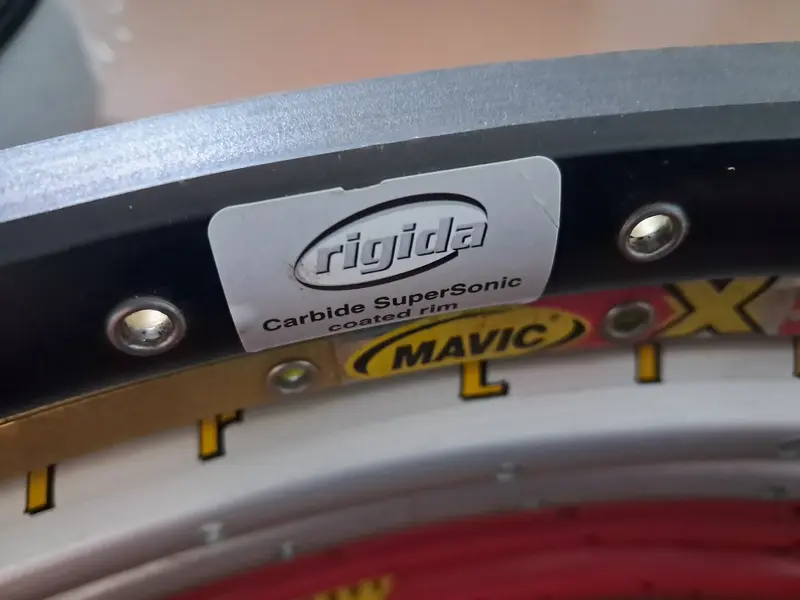 rigida
Carbide SuperSonic
coated rim
MAVIC
X